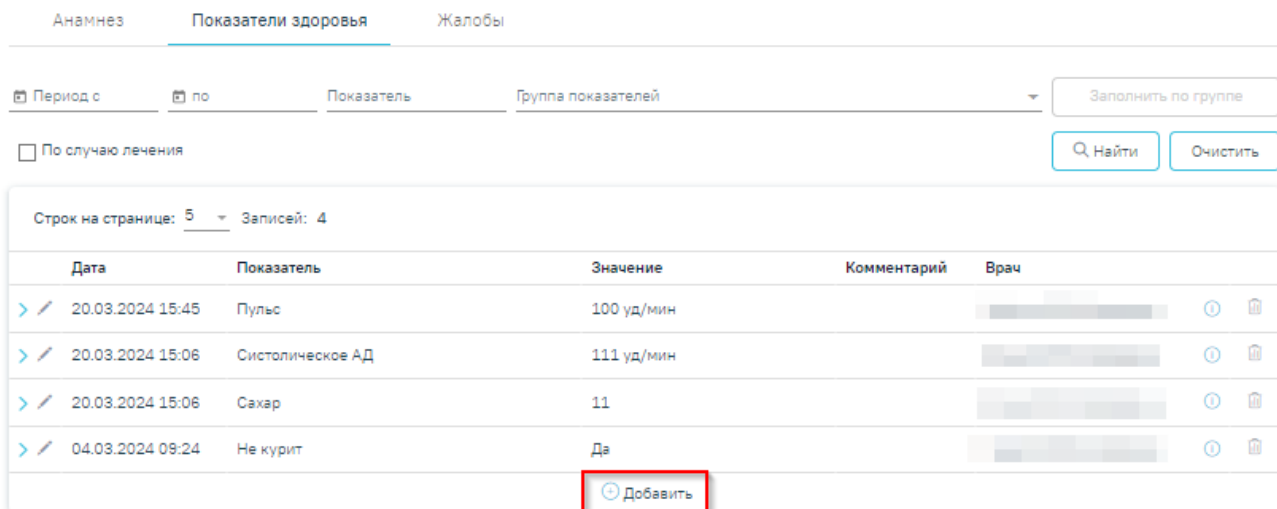 Анамнез Показатели здоровья Жалобы
Период с по Показатель Группа показателей Заполнить по группе
По случаю лечения Найти Очистить
Строк на странице: 5 Записей: 4
Дата Показатель Значение Комментарий Врач
20.03.2024 15:45 Пульс 100 уд/мин
20.03.2024 15:06 Систолическое АД 111 уд/мин
20.03.2024 15:06 Сахар 11
04.03.2024 09:24 Не курит Да
Добавить